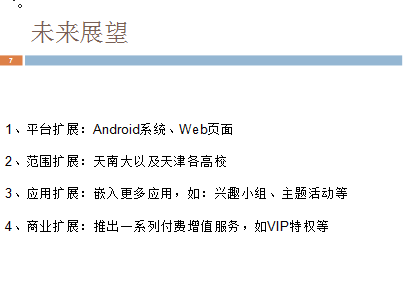 未来展望
7
1、平台扩展：Android系统、Web页面
2、范围扩展：天南大以及天津各高校
3、应用扩展：嵌入更多应用，如：兴趣小组、主题活动等
4、商业扩展：推出一系列付费增值服务，如VIP特权等